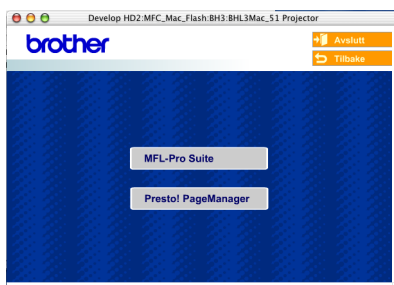 Develop HD2:MFC_Mac_Flash:BH3:BHL3Mac_51 Projector
brother
Avslutt
Tilbake
MFL-Pro Suite
Presto! PageManager